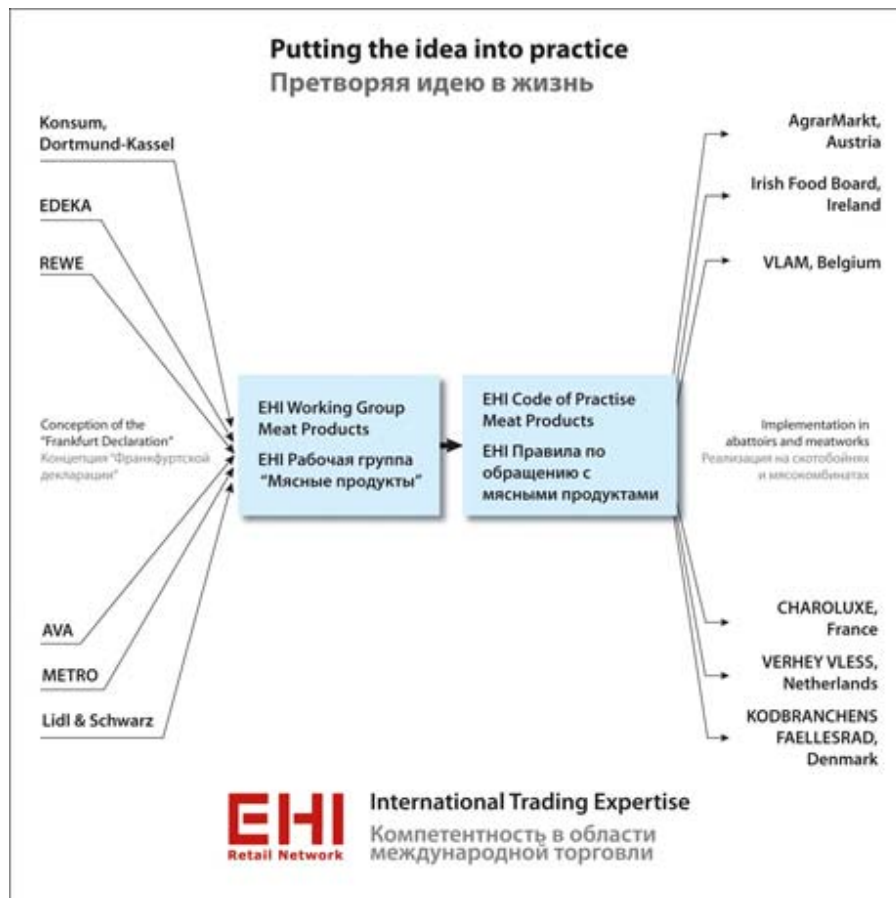 Putting the idea into practice
Претворяя идею в жизнь
Konsum,
Dortmund-Kassel
EDEKA
REWE
Conception of the
"Frankfurt Declaration"
Концепция "Франкфуртской
декларации"
AVA
METRO
Lidl & Schwarz
EHI Working Group
Meat Products
EHI Рабочая группа
"Мясные продукты"
EHI Code of Practise
Meat Products
EHI Правила по
обращению с
мясными продуктами
AgrarMarkt,
Austria
Irish Food Board,
Ireland
VLAM, Belgium
Implementation in
abattoirs and meatworks
Реализация на скотобойнях
и мясокомбинатах
CHAROLUXE,
France
VERHEY VLESS,
Netherlands
KODBRANCHENS
FAELLESRAD,
Denmark
EHI
Retail Network
International Trading Expertise
Компетентность в области
международной торговли